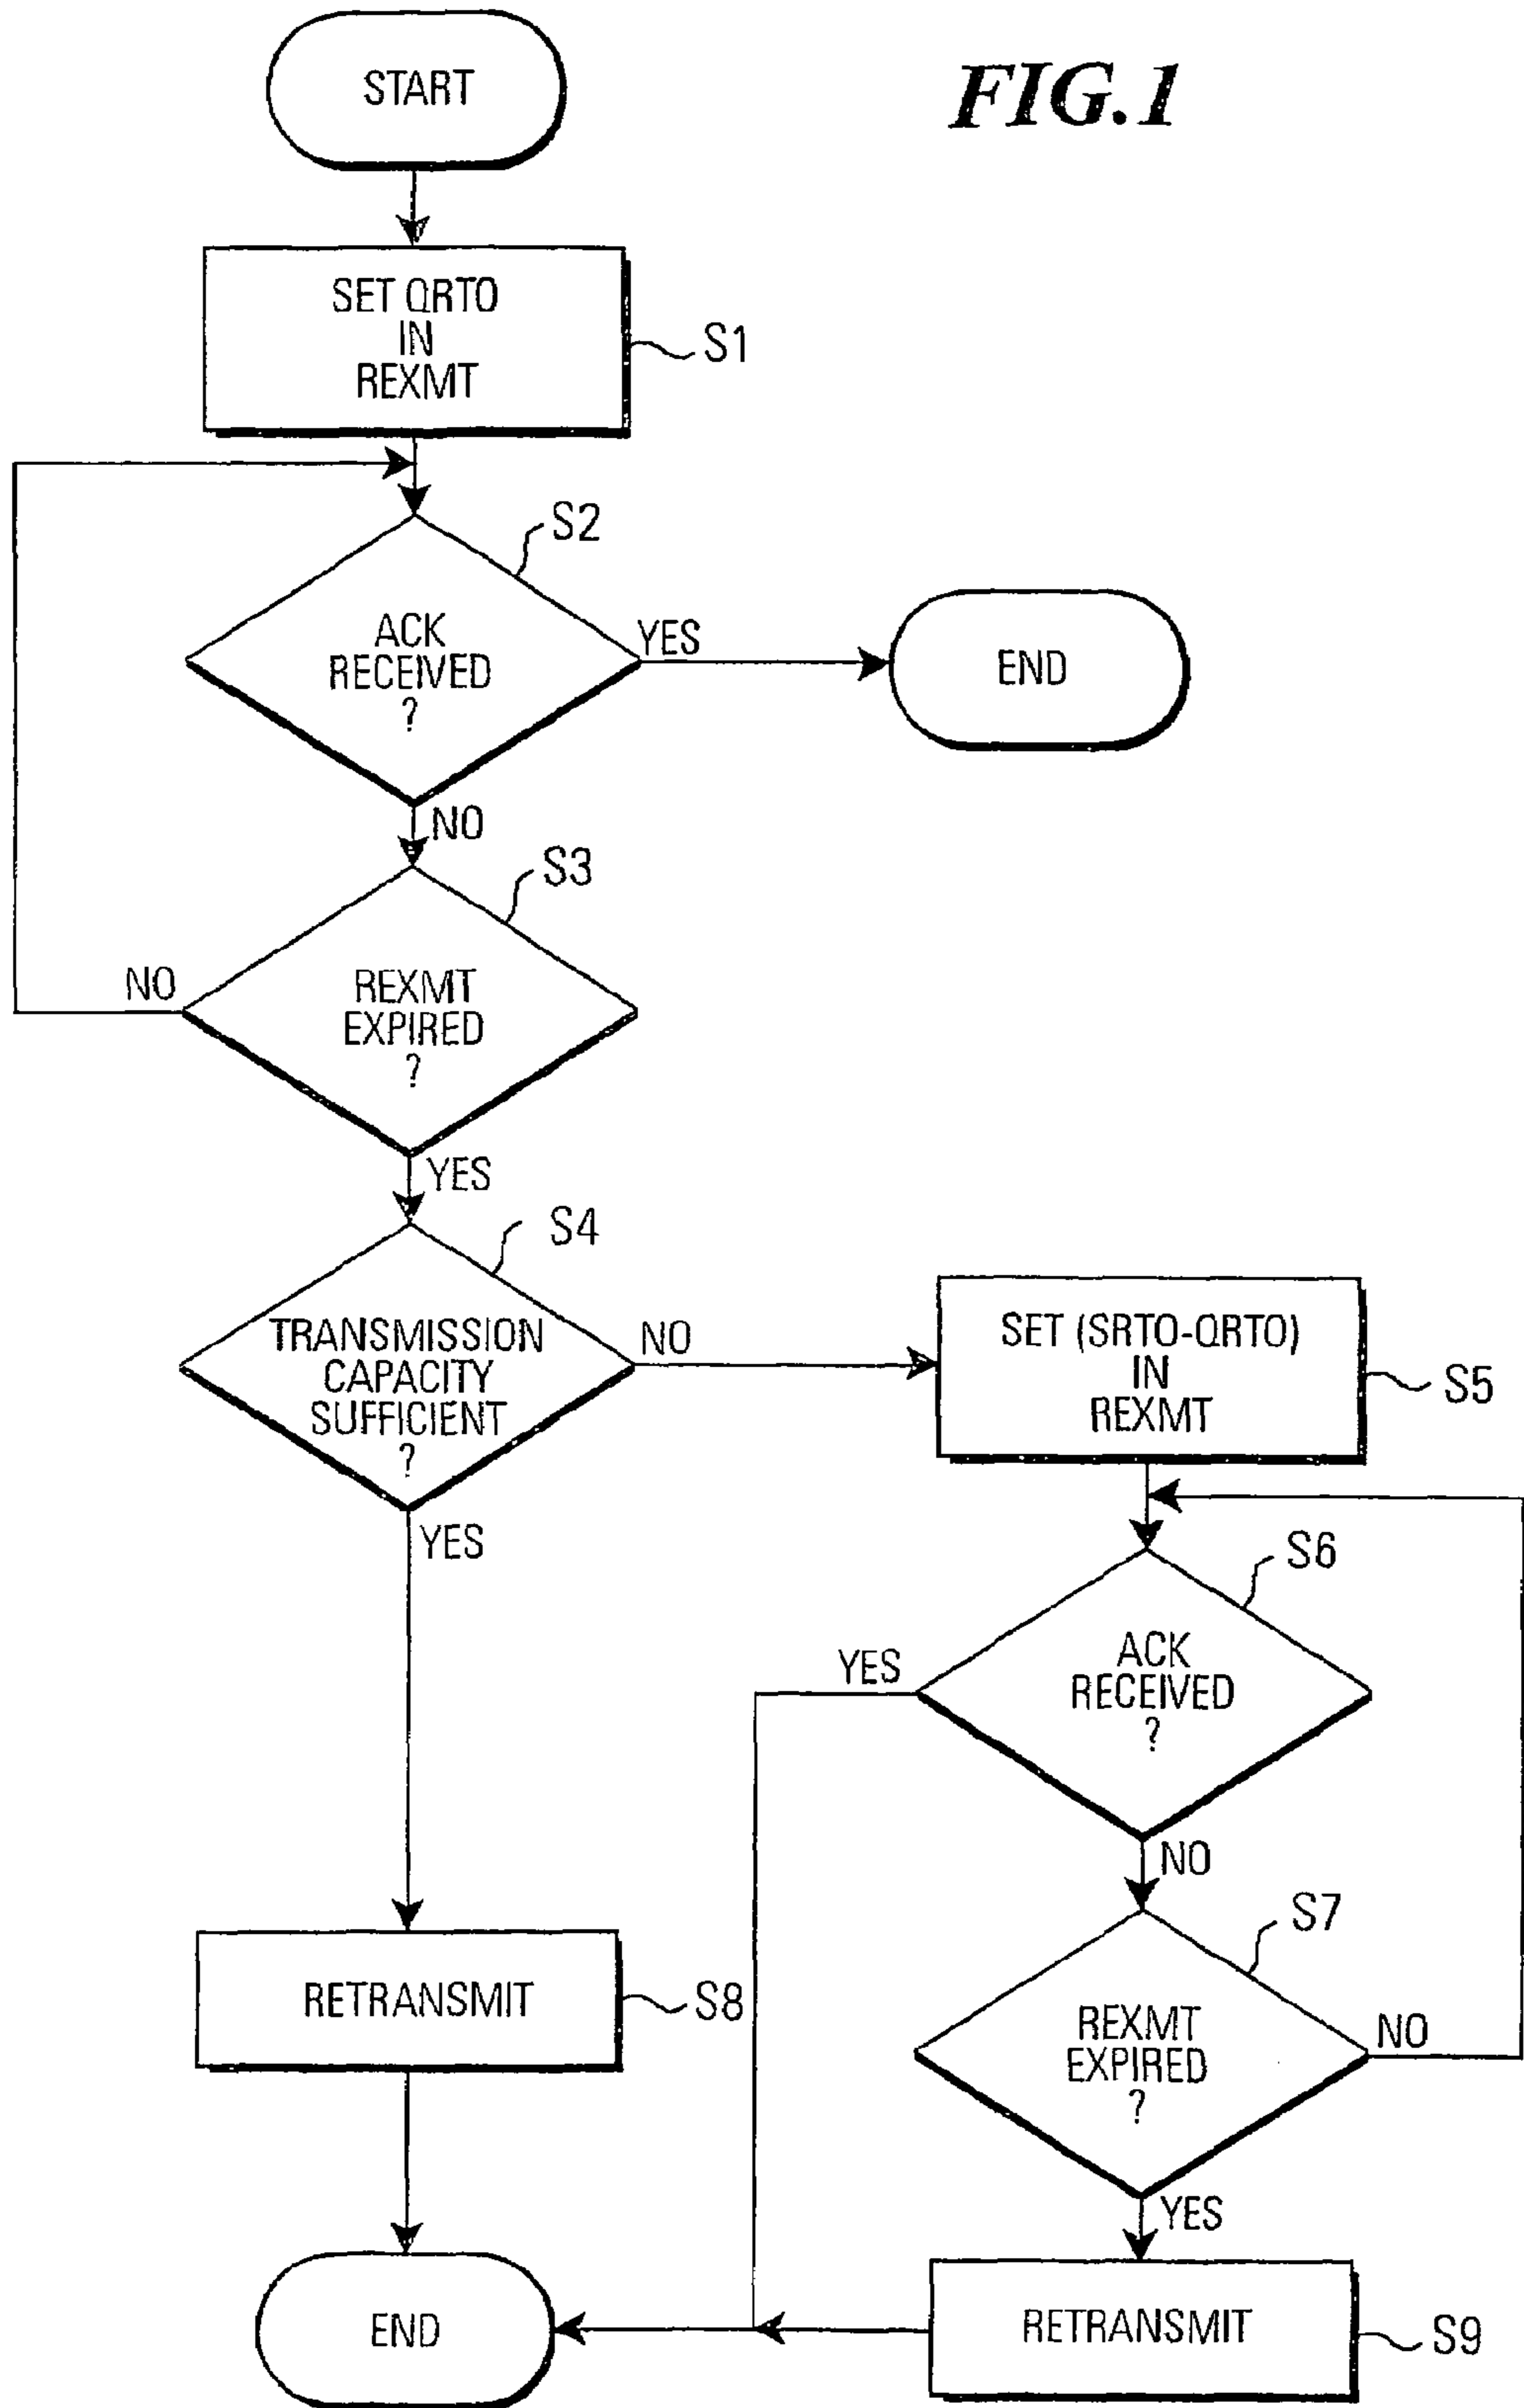 START
FIG.1
SET QRTO
IN
REXMT
S1
S2
ACK
RECEIVED
?
YES
END
NO
S3
REXMT
EXPIRED
?
NO
YES
S4
TRANSMISSION
CAPACITY
SUFFICIENT
?
NO
SET (SRTO-QRTO)
IN
REXMT
S5
YES
S6
ACK
RECEIVED
?
YES
NO
S7
REXMT
EXPIRED
?
NO
YES
RETRANSMIT
S8
RETRANSMIT
S9
END